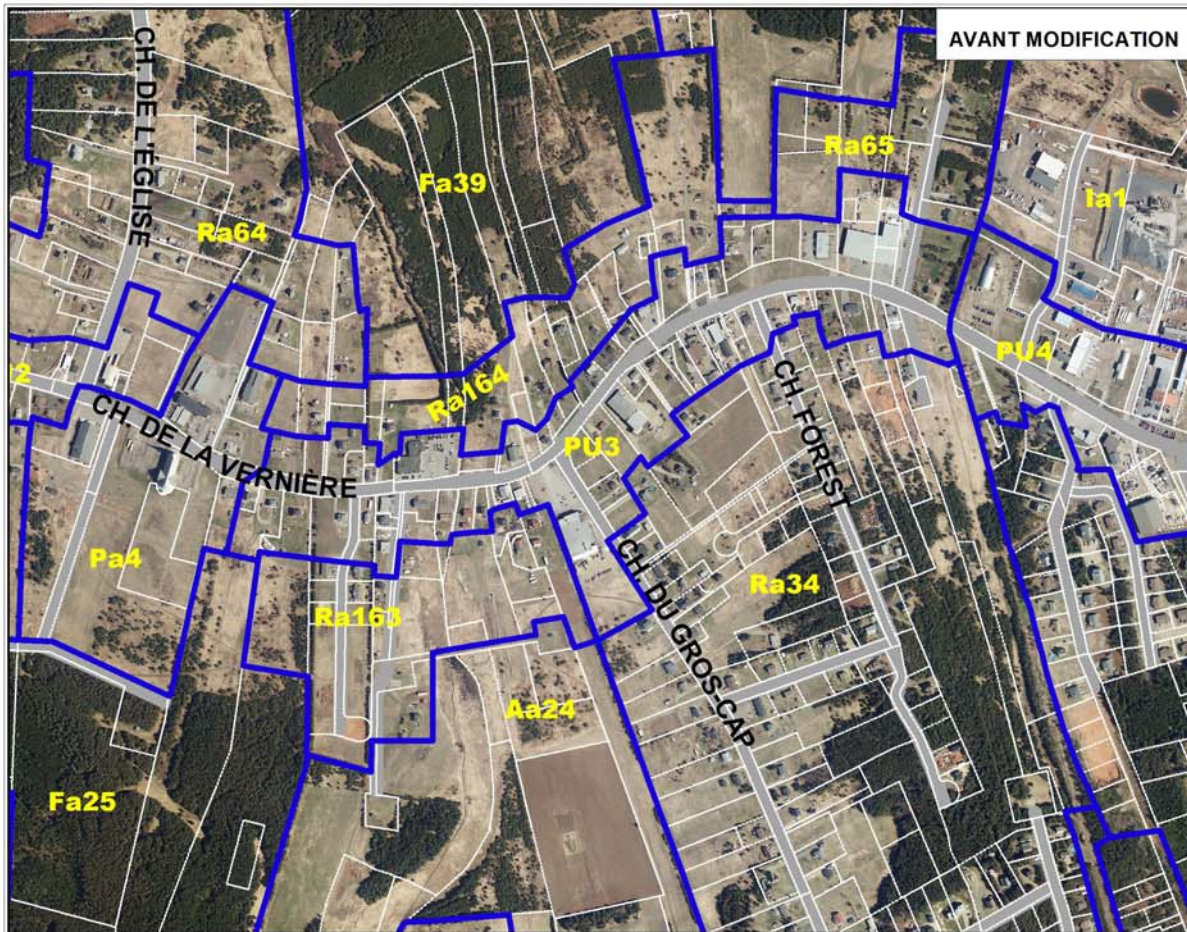 AVANT MODIFICATION
CH. DE L'ÉGLISE
Ra65
Fa39
Ia1
Ra64
PU4
CH. DE LA VERNIÈRE
Ra164
PU3
CH. FOREST
Pa4
Ra163
CH. DU GROS-CAP
Ra34
Aa24
Fa25